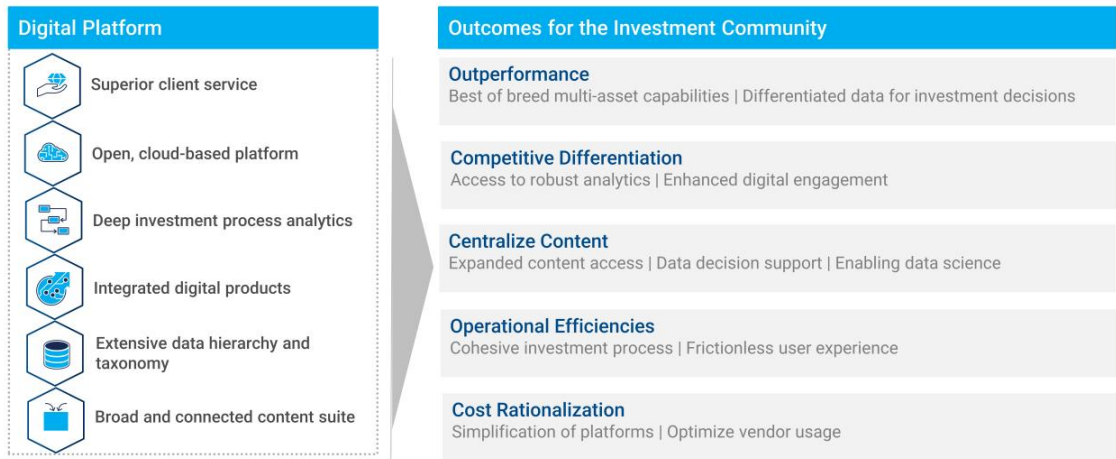 Digital Platform
Superior client service
Open, cloud-based platform
Deep investment process analytics
Integrated digital products
Extensive data hierarchy and
taxonomy
Broad and connected content suite
Outcomes for the Investment Community
Outperformance
Best of breed multi-asset capabilities | Differentiated data for investment decisions
Competitive Differentiation
Access to robust analytics | Enhanced digital engagement
Centralize Content
Expanded content access | Data decision support | Enabling data science
Operational Efficiencies
Cohesive investment process | Frictionless user experience
Cost Rationalization
Simplification of platforms | Optimize vendor usage